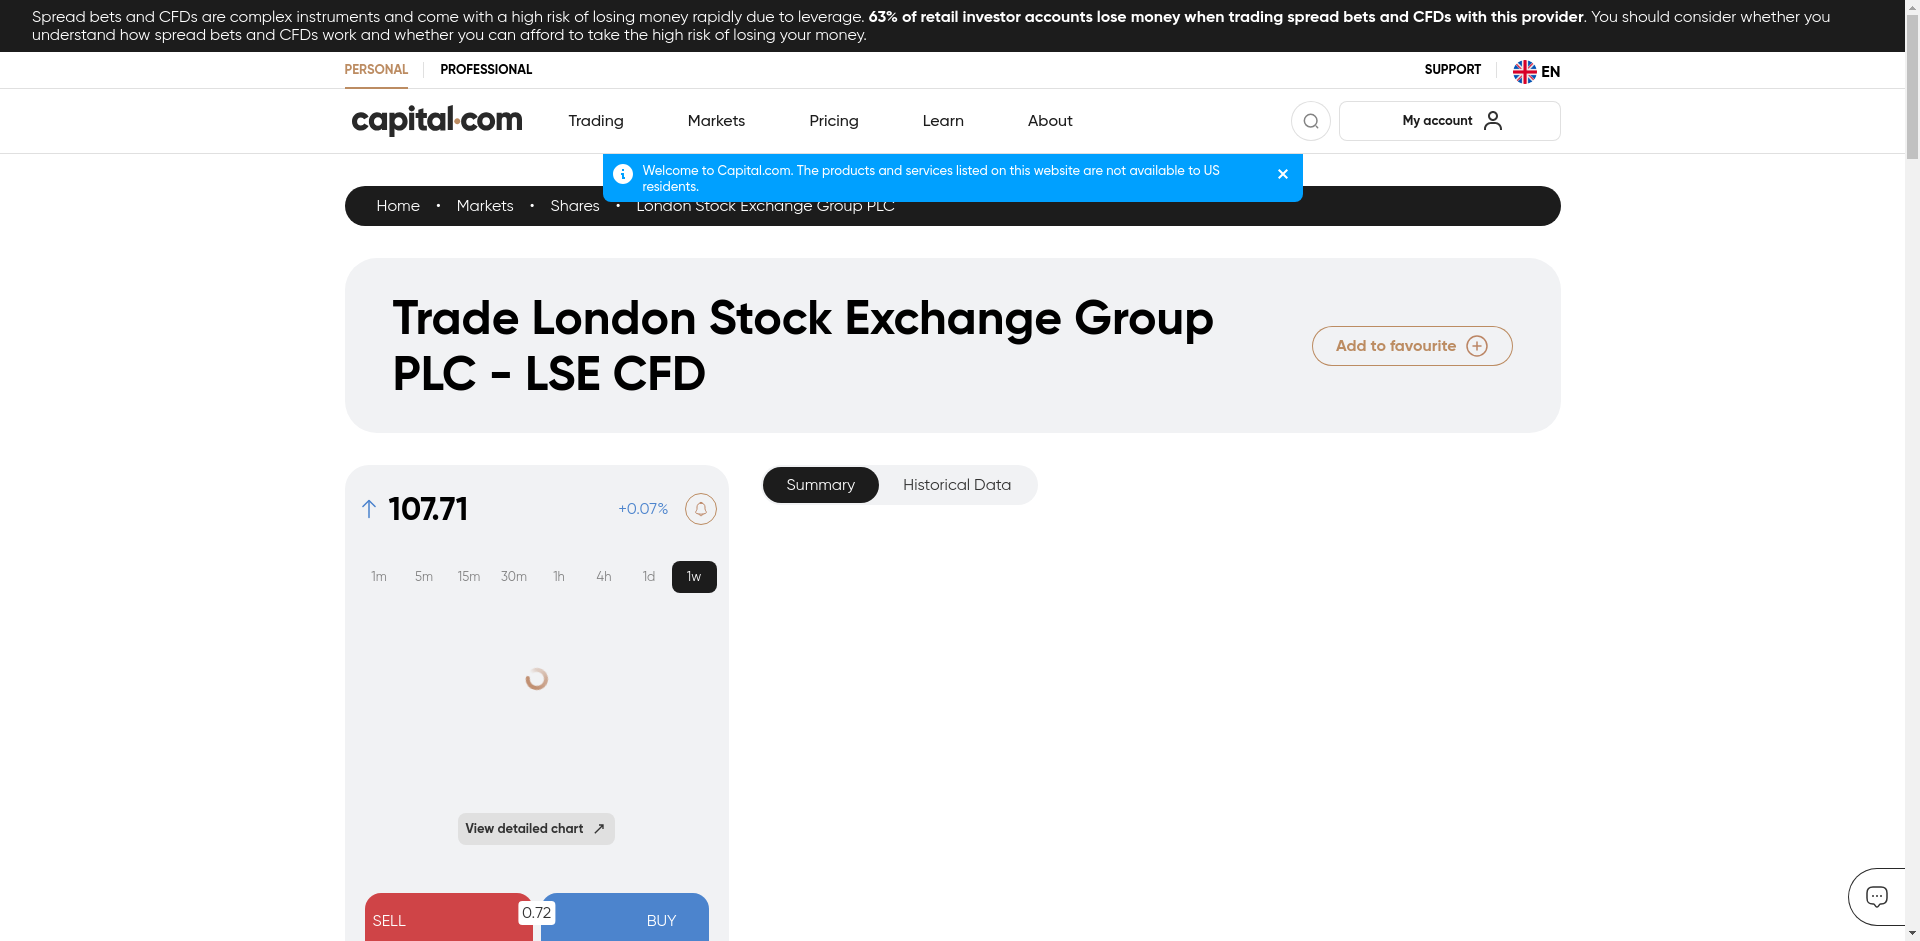 Spread bets and CFDs are complex instruments and come with a high risk of losing money rapidly due to leverage. 63% of retail investor accounts lose money when trading spread bets and CFDs with this provider. You should consider whether you
understand how spread bets and CFDs work and whether you can afford to take the high risk of losing your money.
PERSONAL PROFESSIONAL SUPPORT EN
capital.com Trading Markets Pricing Learn About My account
Welcome to Capital.com. The products and services listed on this website are not available to US
residents.
Home • Markets • Shares • London Stock Exchange Group PLC
Trade London Stock Exchange Group
PLC - LSE CFD
Add to favourite
Summary Historical Data
107.71 +0.07%
1m 5m 15m 30m 1h 4h 1d 1w
View detailed chart
SELL 0.72 BUY